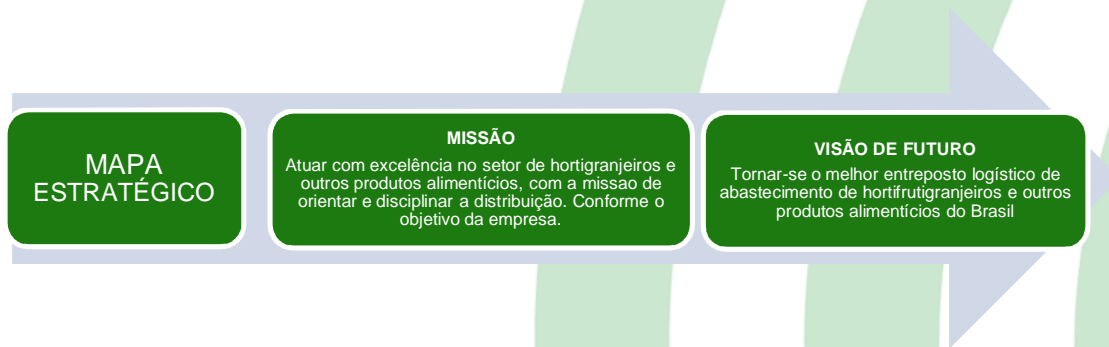 MAPA
ESTRATÉGICO
MISSÃO
Atuar com excelência no setor de hortigranjeiros e
outros produtos alimentícios, com a missao de
orientar e disciplinar a distribuição. Conforme o
objetivo da empresa.
VISÃO DE FUTURO
Tornar-se o melhor entreposto logístico de
abastecimento de hortifrutigranjeiros e outros
produtos alimentícios do Brasil